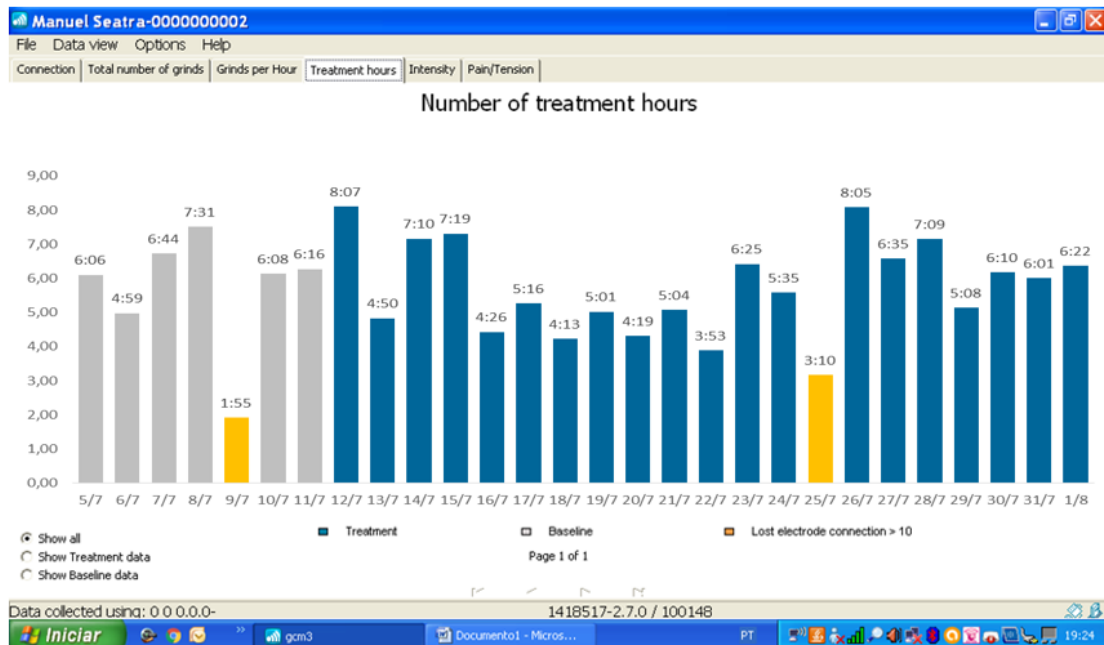 Manuel Seatra-0000000002
File Data view Options Help
Connection Total number of grinds Grinds per Hour Treatment hours Intensity Pain/Tension
Number of treatment hours
9,00
8,00
7,00
6,00
5,00
4,00
3,00
2,00
1,00
0,00
6:06 4:59 6:44 7:31 1:55 6:08 6:16 8:07 4:50 7:10 7:19 4:26 5:16 4:13 5:01 4:19 5:04 3:53 6:25 5:35 3:10 8:05 6:35 7:09 5:08 6:10 6:01 6:22
5/7 6/7 7/7 8/7 9/7 10/7 11/7 12/7 13/7 14/7 15/7 16/7 17/7 18/7 19/7 20/7 21/7 22/7 23/7 24/7 25/7 26/7 27/7 28/7 29/7 30/7 31/7 1/8
Treatment Baseline Lost electrode connection > 10
Show all
Show Treatment data
Show Baseline data
Page 1 of 1
Data collected using: 0 0 0.0.0- 1418517-2.7.0 / 100148
Iniciar » gcm3 Documento1 - Micros... PT 19:24